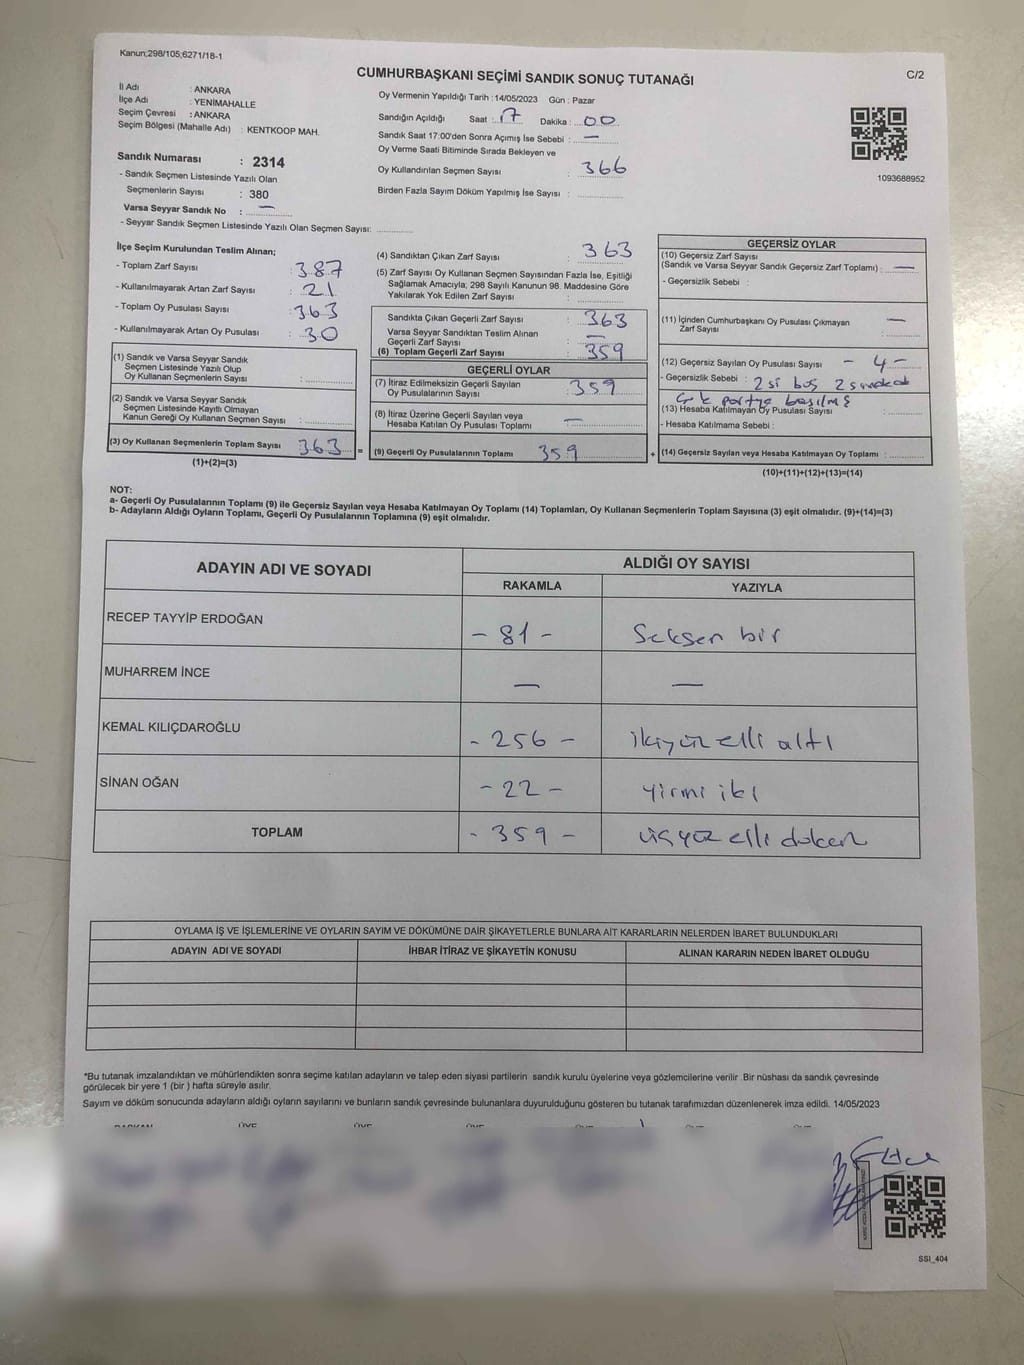 Kanun;298/105;6271/18-1
CUMHURBAŞKANI SEÇİMİ SANDIK SONUÇ TUTANAĞI
C/2
İl Adı : ANKARA
İlçe Adı : YENİMAHALLE
Seçim Çevresi : ANKARA
Seçim Bölgesi (Mahalle Adı) : KENTKOOP MAH.
Sandık Numarası : 2314
- Sandık Seçmen Listesinde Yazılı Olan
Seçmenlerin Sayısı : 380
Varsa Seyyar Sandık No : —
- Seyyar Sandık Seçmen Listesinde Yazılı Olan Seçmen Sayısı:
Oy Vermenin Yapıldığı Tarih : 14/05/2023 Gün : Pazar
Sandığın Açıldığı Saat : 17 Dakika : 00
Sandık Saat 17:00'den Sonra Açımış İse Sebebi : —
Oy Verme Saati Bitiminde Sırada Bekleyen ve
Oy Kullandırılan Seçmen Sayısı : 366
Birden Fazla Sayım Döküm Yapılmış İse Sayısı :
1093688952
İlçe Seçim Kurulundan Teslim Alınan;
- Toplam Zarf Sayısı : 387
- Kullanılmayarak Artan Zarf Sayısı : 21
- Toplam Oy Pusulası Sayısı : 363
- Kullanılmayarak Artan Oy Pusulası : 30
(1) Sandık ve Varsa Seyyar Sandık
Seçmen Listesinde Yazılı Olup
Oy Kullanan Seçmenlerin Sayısı :
(2) Sandık ve Varsa Seyyar Sandık
Seçmen Listesinde Kayıtlı Olmayan
Kanun Gereği Oy Kullanan Seçmen Sayısı :
(3) Oy Kullanan Seçmenlerin Toplam Sayısı 363 =
(1)+(2)=(3)
(4) Sandıktan Çıkan Zarf Sayısı : 363
(5) Zarf Sayısı Oy Kullanan Seçmen Sayısından Fazla İse, Eşitliği
Sağlamak Amacıyla, 298 Sayılı Kanunun 98. Maddesine Göre
Yakılarak Yok Edilen Zarf Sayısı :
Sandıkta Çıkan Geçerli Zarf Sayısı : 363
Varsa Seyyar Sandıktan Teslim Alınan
Geçerli Zarf Sayısı : —
(6) Toplam Geçerli Zarf Sayısı : 359
GEÇERLİ OYLAR
(7) İtiraz Edilmeksizin Geçerli Sayılan
Oy Pusulalarının Sayısı : 359
(8) İtiraz Üzerine Geçerli Sayılan veya
Hesaba Katılan Oy Pusulası Toplamı : —
(9) Geçerli Oy Pusulalarının Toplamı 359 +
GEÇERSİZ OYLAR
(10) Geçersiz Zarf Sayısı
(Sandık ve Varsa Seyyar Sandık Geçersiz Zarf Toplamı) : —
- Geçersizlik Sebebi :
(11) İçinden Cumhurbaşkanı Oy Pusulası Çıkmayan
Zarf Sayısı : —
(12) Geçersiz Sayılan Oy Pusulası Sayısı - 4 -
- Geçersizlik Sebebi : 2 si boş 2 sindede
partye basılmış
(13) Hesaba Katılmayan Oy Pusulası Sayısı :
- Hesaba Katılmama Sebebi :
(14) Geçersiz Sayılan veya Hesaba Katılmayan Oy Toplamı :
(10)+(11)+(12)+(13)=(14)
NOT:
a- Geçerli Oy Pusulalarının Toplamı (9) ile Geçersiz Sayılan veya Hesaba Katılmayan Oy Toplamı (14) Toplamları, Oy Kullanan Seçmenlerin Toplam Sayısına (3) eşit olmalıdır. (9)+(14)=(3)
b- Adayların Aldığı Oyların Toplamı, Geçerli Oy Pusulalarının Toplamına (9) eşit olmalıdır.
ADAYIN ADI VE SOYADI
ALDIĞI OY SAYISI
RAKAMLA YAZIYLA
RECEP TAYYİP ERDOĞAN - 81 - Seksen bir
MUHARREM İNCE — —
KEMAL KILIÇDAROĞLU - 256 - ikiyüz elli altı
SİNAN OĞAN - 22 - yirmi iki
TOPLAM - 359 - üçyüz elli dokuz
OYLAMA İŞ VE İŞLEMLERİNE VE OYLARIN SAYIM VE DÖKÜMÜNE DAİR ŞİKAYETLERLE BUNLARA AİT KARARLARIN NELERDEN İBARET BULUNDUKLARI
ADAYIN ADI VE SOYADI İHBAR İTİRAZ VE ŞİKAYETİN KONUSU ALINAN KARARIN NEDEN İBARET OLDUĞU
*Bu tutanak imzalandıktan ve mühürlendikten sonra seçime katılan adayların ve talep eden siyasi partilerin sandık kurulu üyelerine veya gözlemcilerine verilir .Bir nüshası da sandık çevresinde
görülecek bir yere 1 (bir ) hafta süreyle asılır.
Sayım ve döküm sonucunda adayların aldığı oyların sayılarını ve bunların sandık çevresinde bulunanlara duyurulduğunu gösteren bu tutanak tarafımızdan düzenlenerek imza edildi. 14/05/2023
SSI_404